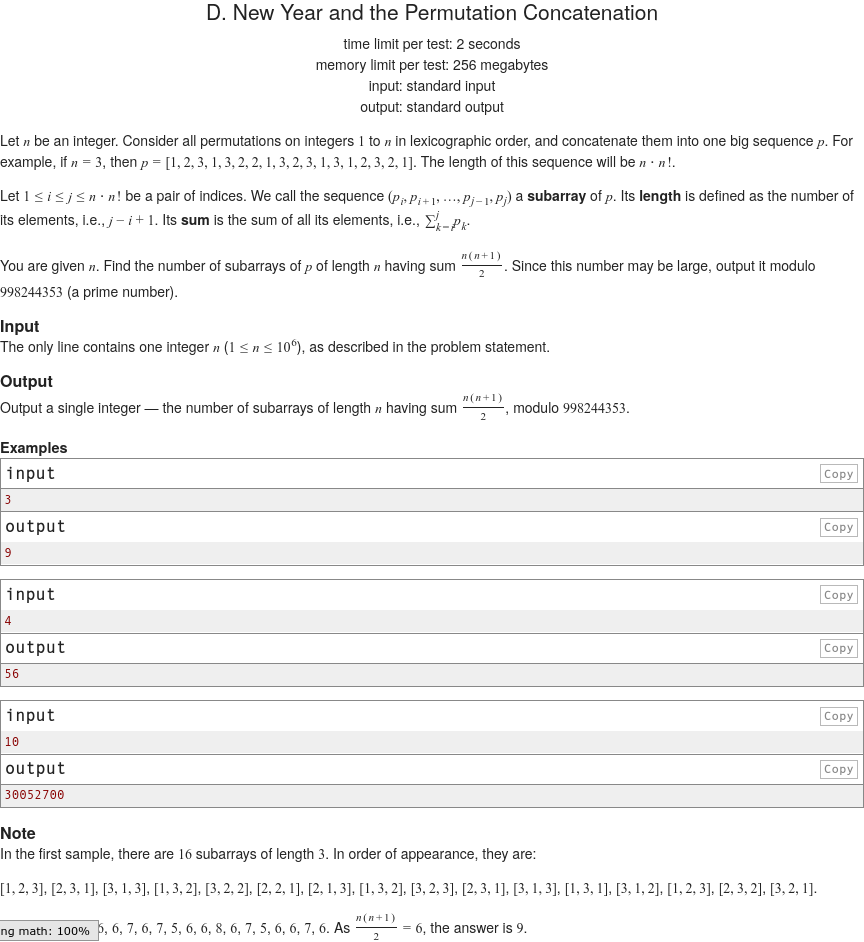 D. New Year and the Permutation Concatenation
time limit per test: 2 seconds
memory limit per test: 256 megabytes
input: standard input
output: standard output
Let n be an integer. Consider all permutations on integers 1 to n in lexicographic order, and concatenate them into one big sequence p. For
example, if n = 3, then p = [1, 2, 3, 1, 3, 2, 2, 1, 3, 2, 3, 1, 3, 1, 2, 3, 2, 1]. The length of this sequence will be n · n!.
Let 1 ≤ i ≤ j ≤ n · n! be a pair of indices. We call the sequence (p_i, p_{i+1}, …, p_{j−1}, p_j) a subarray of p. Its length is defined as the number of
its elements, i.e., j − i + 1. Its sum is the sum of all its elements, i.e., ∑_{k=i}^{j} p_k.
You are given n. Find the number of subarrays of p of length n having sum n(n+1)/2. Since this number may be large, output it modulo
998244353 (a prime number).
Input
The only line contains one integer n (1 ≤ n ≤ 10^6), as described in the problem statement.
Output
Output a single integer — the number of subarrays of length n having sum n(n+1)/2, modulo 998244353.
Examples
input Copy
3
output Copy
9
input Copy
4
output Copy
56
input Copy
10
output Copy
30052700
Note
In the first sample, there are 16 subarrays of length 3. In order of appearance, they are:
[1, 2, 3], [2, 3, 1], [3, 1, 3], [1, 3, 2], [3, 2, 2], [2, 2, 1], [2, 1, 3], [1, 3, 2], [3, 2, 3], [2, 3, 1], [3, 1, 3], [1, 3, 1], [3, 1, 2], [1, 2, 3], [2, 3, 2], [3, 2, 1].
ng math: 100% 6, 6, 7, 6, 7, 5, 6, 6, 8, 6, 7, 5, 6, 6, 7, 6. As n(n+1)/2 = 6, the answer is 9.